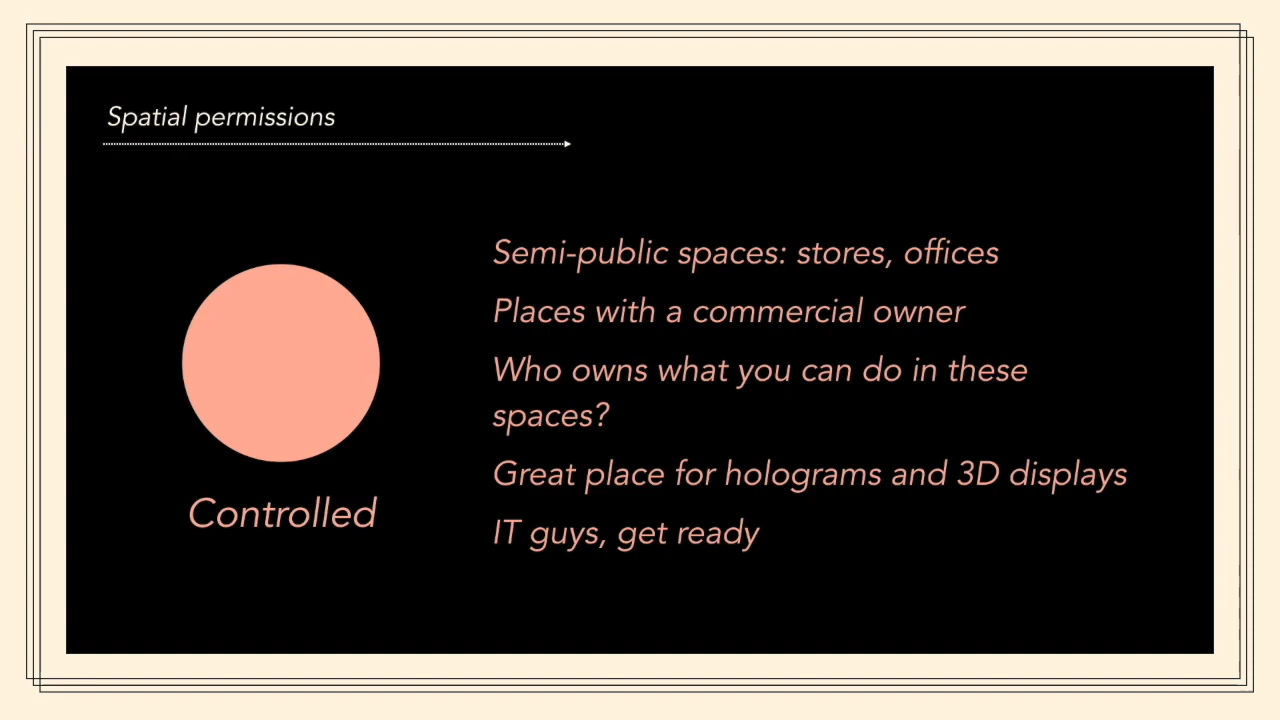 Spatial permissions
Semi-public spaces: stores, offices
Places with a commercial owner
Who owns what you can do in these
spaces?
Great place for holograms and 3D displays
IT guys, get ready
Controlled